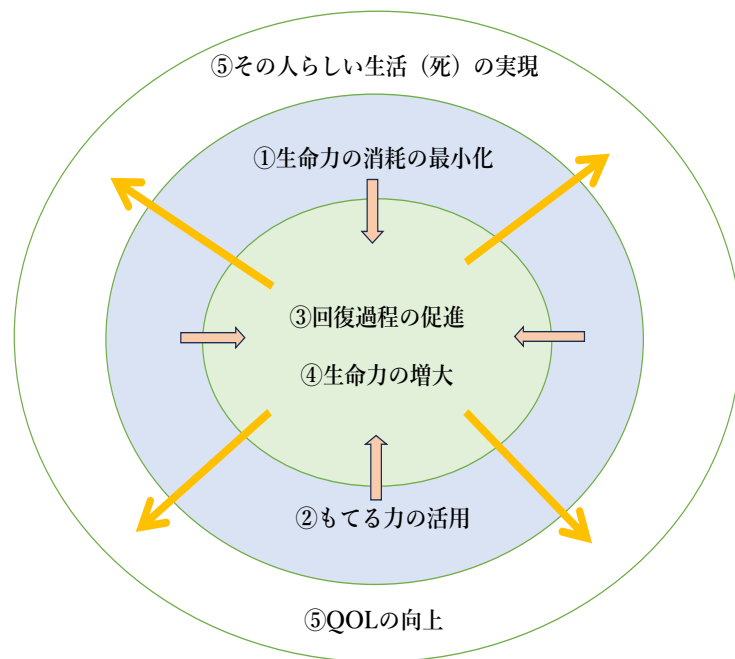 ⑤その人らしい生活（死）の実現
①生命力の消耗の最小化
③回復過程の促進
④生命力の増大
②もてる力の活用
⑤QOLの向上